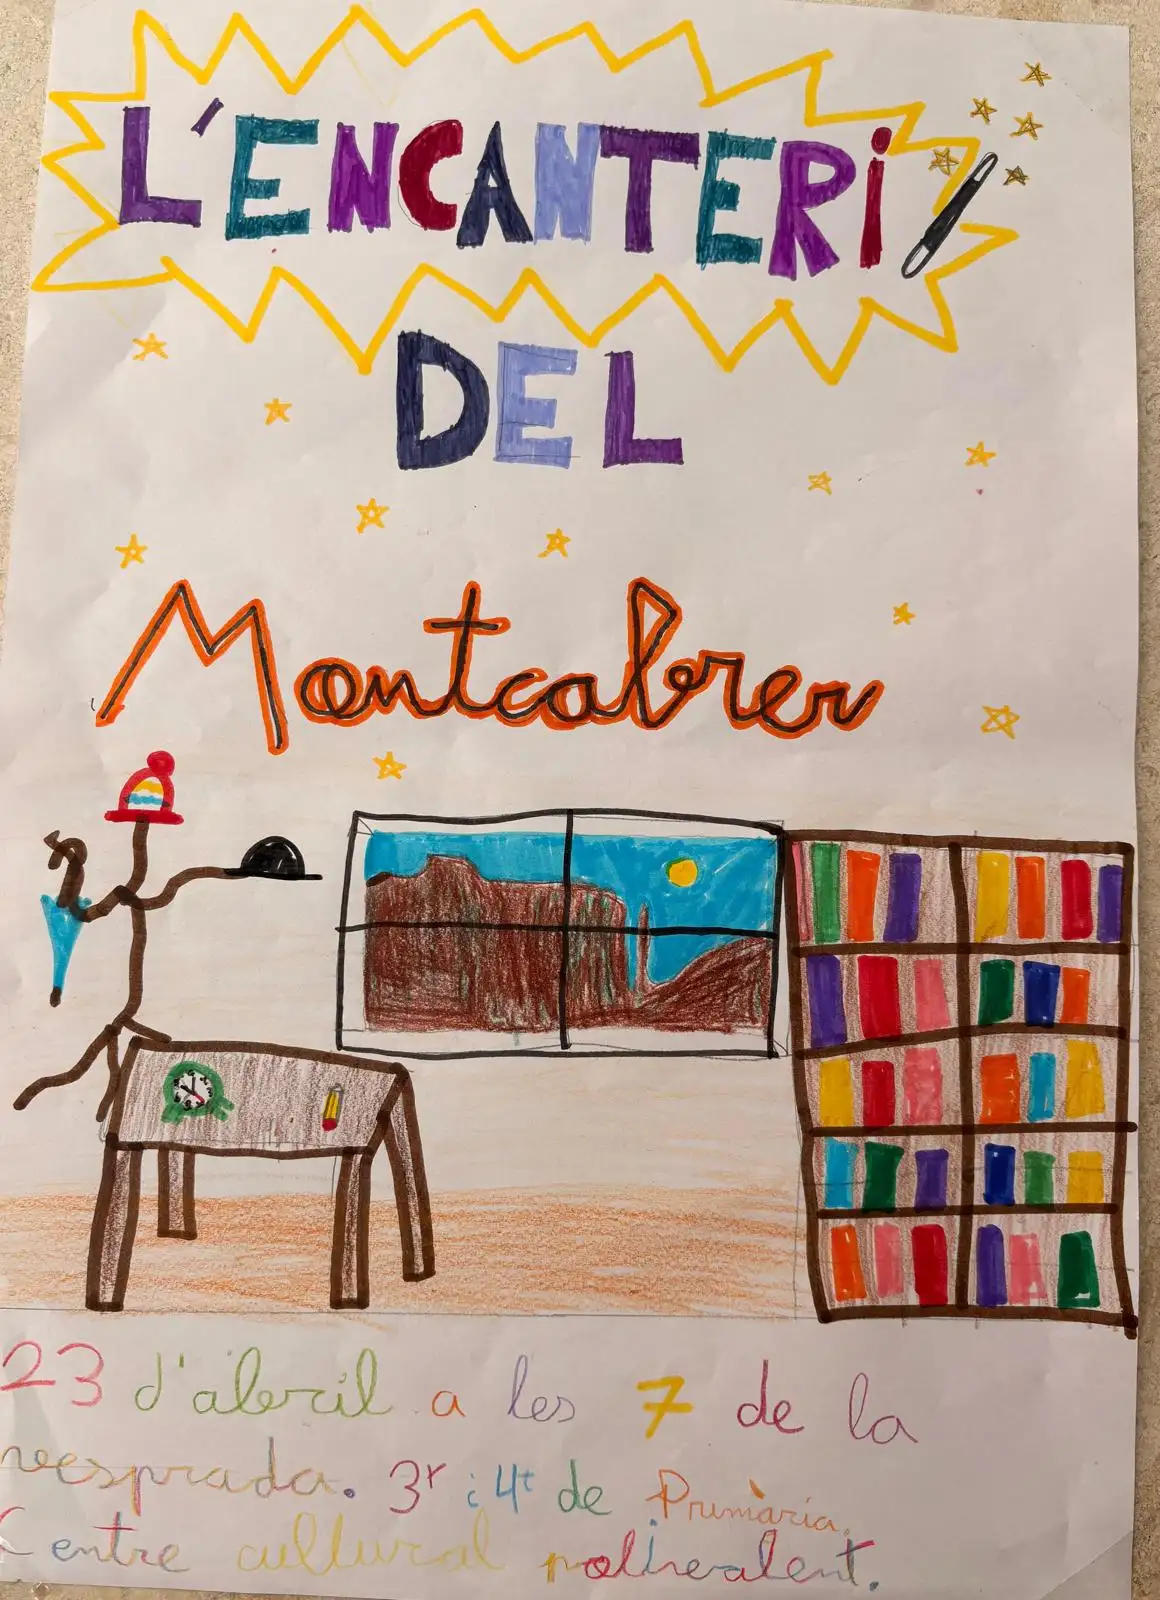 L'ENCANTERI
DEL
Montcabrer
23 d'abril a les 7 de la
vesprada. 3r i 4t de Primària.
Centre cultural polivalent.